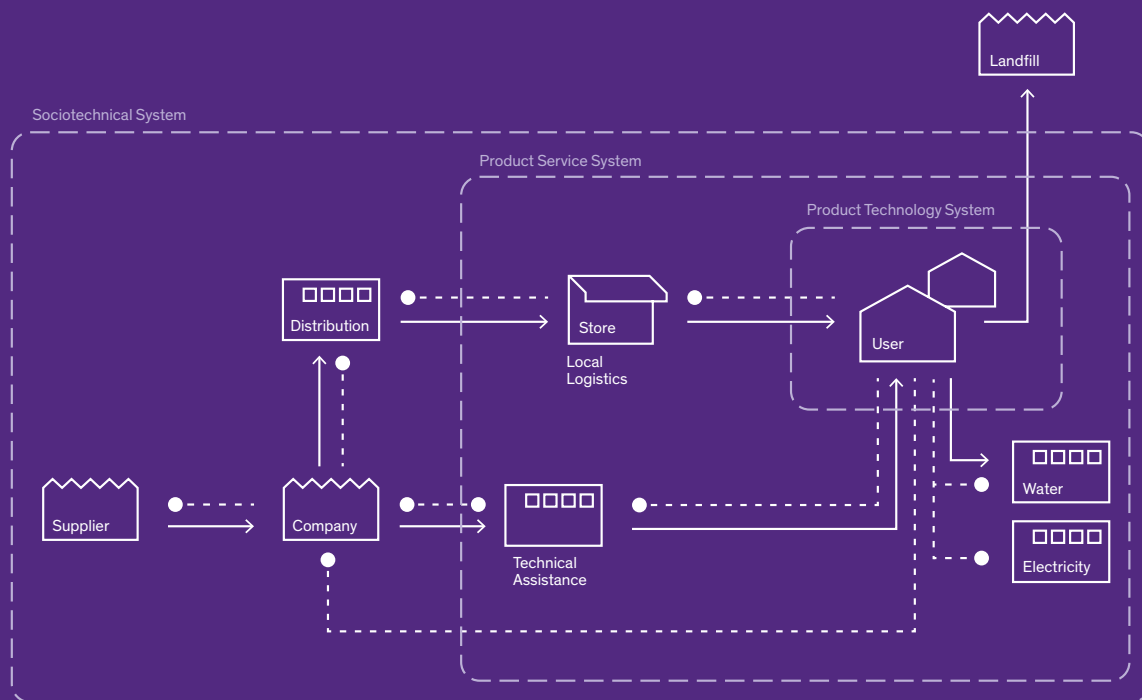 Landfill
Sociotechnical System
Product Service System
Product Technology System
Distribution
Store
Local
Logistics
User
Supplier
Company
Technical
Assistance
Water
Electricity